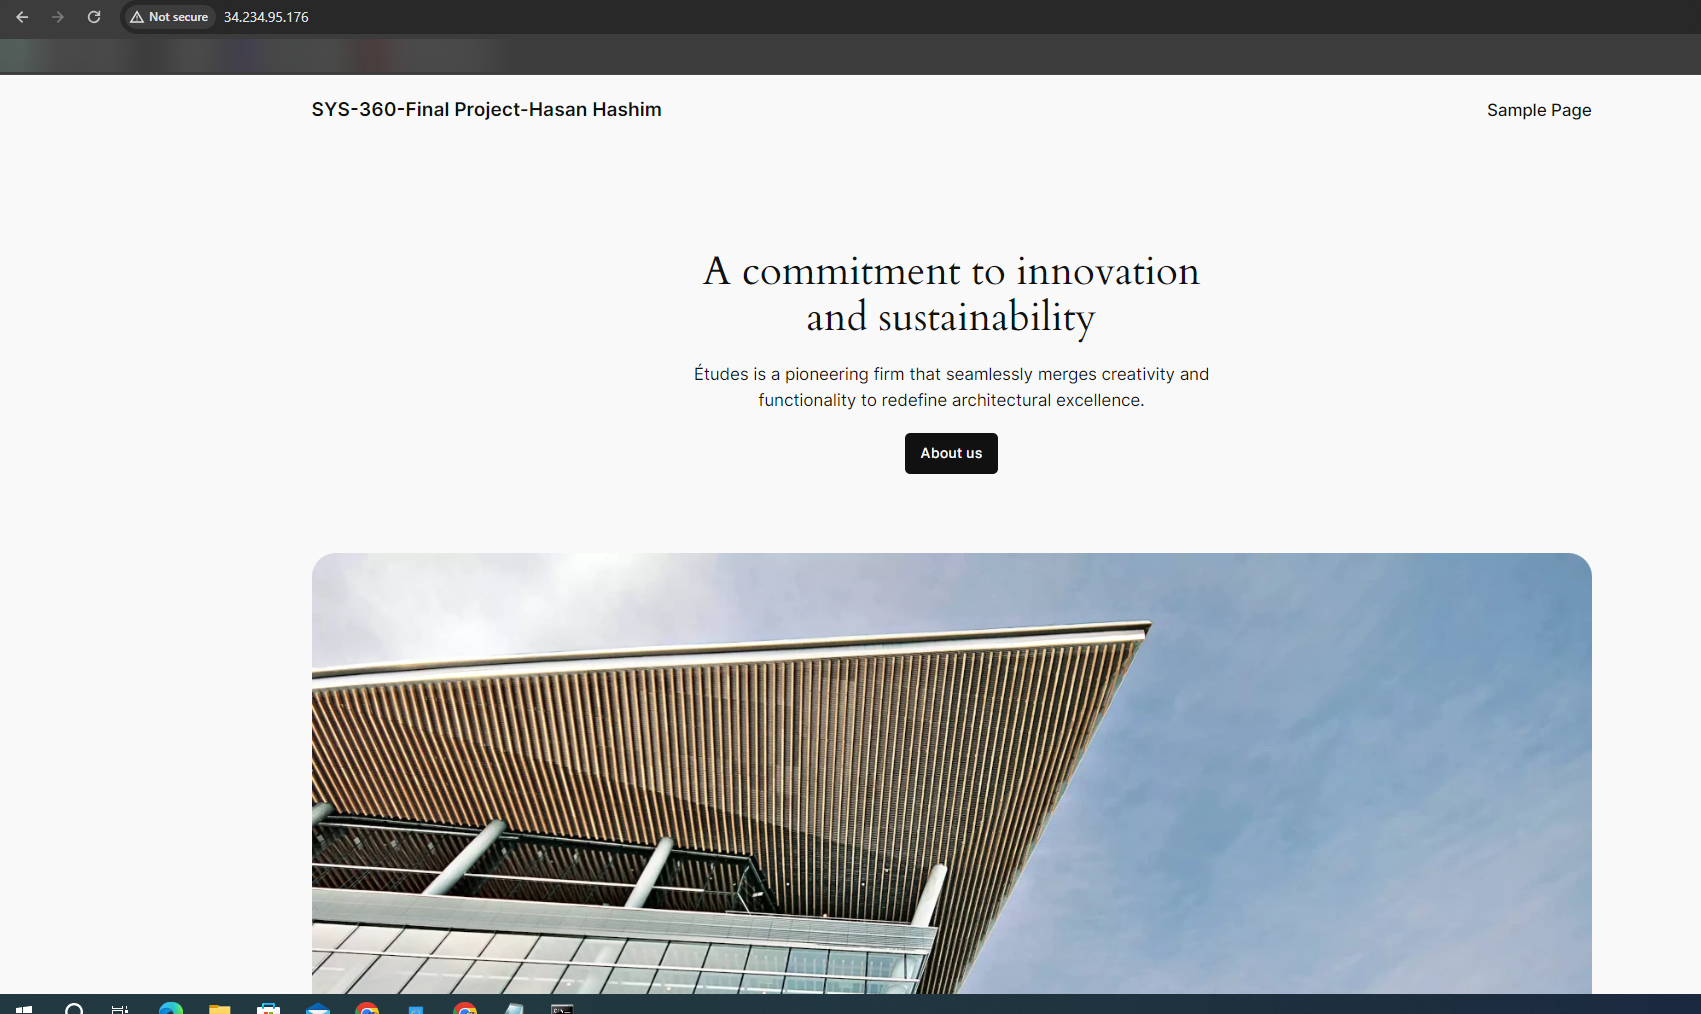 Not secure 34.234.95.176
SYS-360-Final Project-Hasan Hashim
Sample Page
A commitment to innovation
and sustainability
Études is a pioneering firm that seamlessly merges creativity and
functionality to redefine architectural excellence.
About us